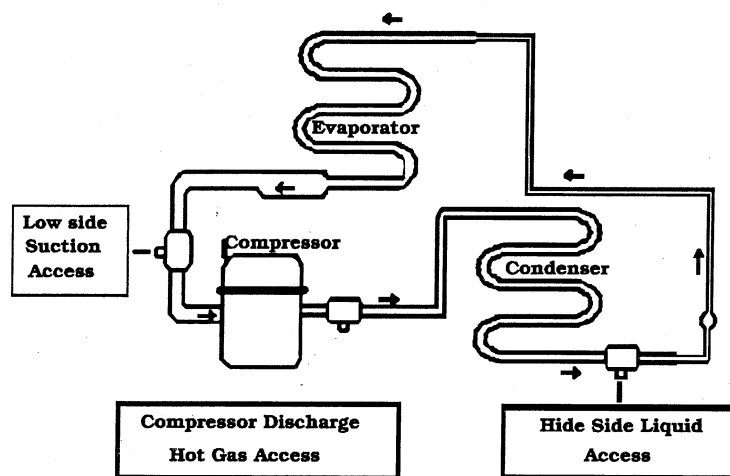 Evaporator
Low side
Suction
Access
Compressor
Condenser
Compressor Discharge
Hot Gas Access
Hide Side Liquid
Access